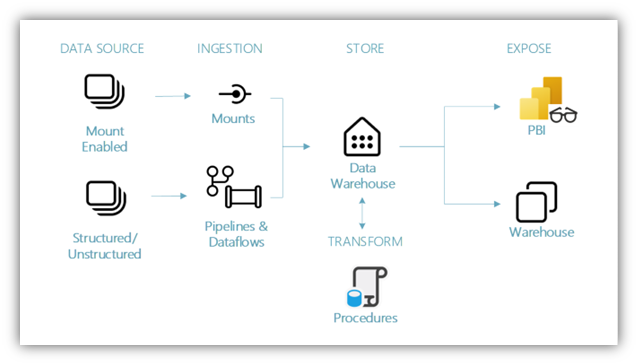 DATA SOURCE
INGESTION
STORE
EXPOSE
Mount
Enabled
Mounts
PBI
Data
Warehouse
Structured/
Unstructured
Pipelines &
Dataflows
Warehouse
TRANSFORM
Procedures